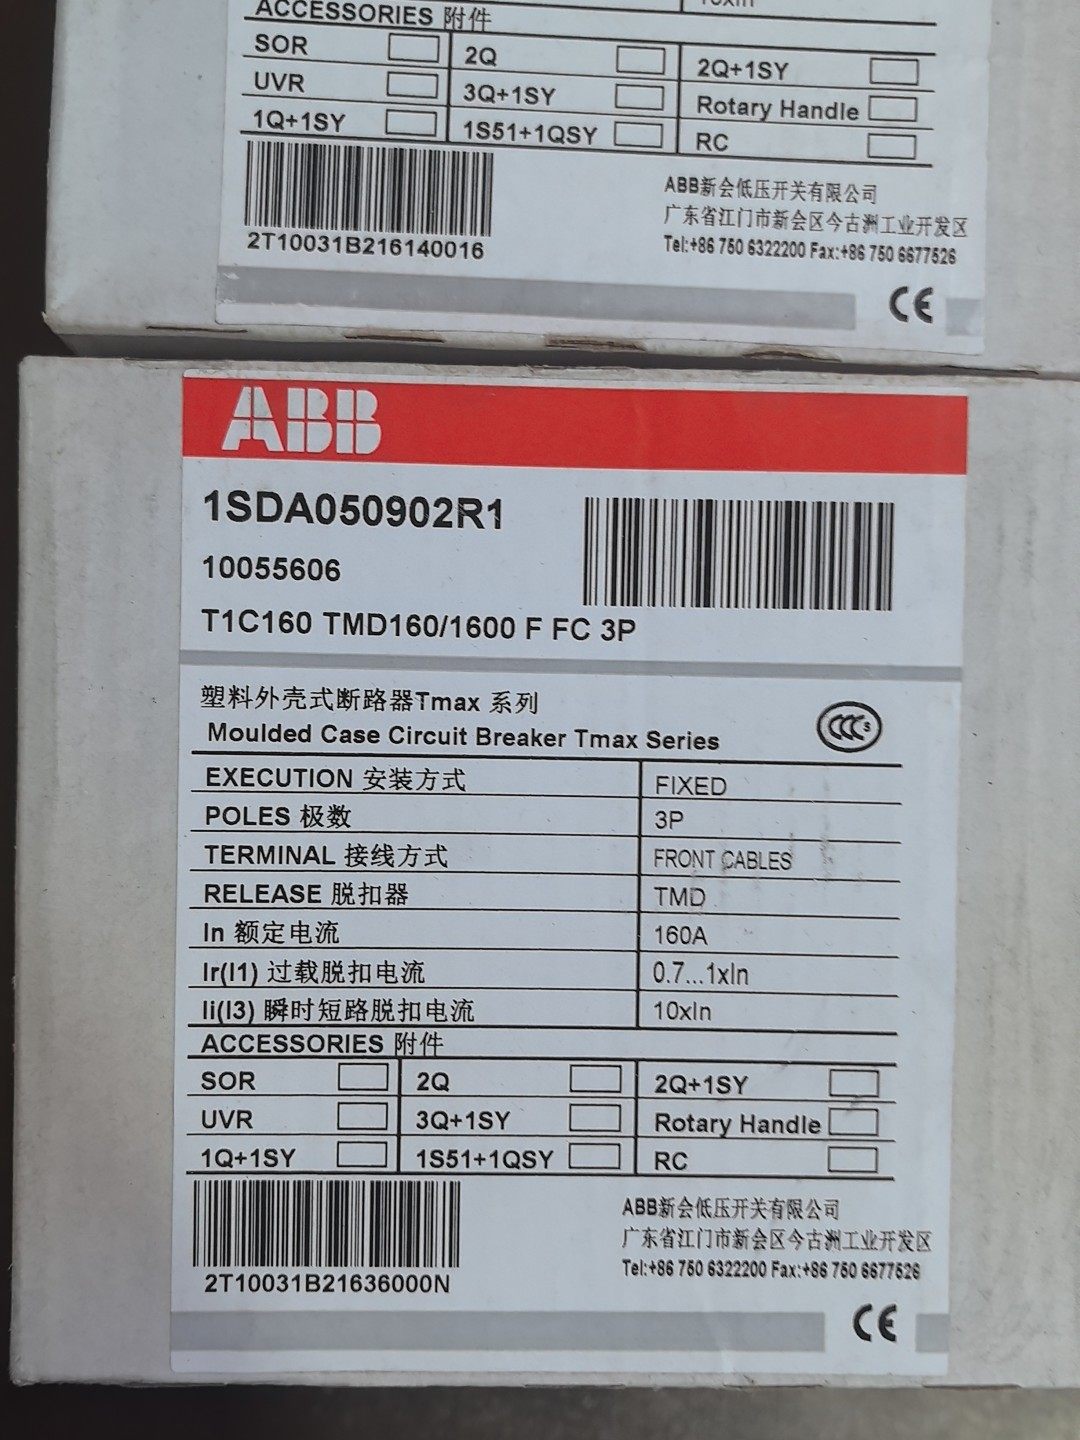 10xIn
ACCESSORIES 附件
SOR 2Q 2Q+1SY
UVR 3Q+1SY Rotary Handle
1Q+1SY 1S51+1QSY RC
2T10031B216140016
ABB新会低压开关有限公司
广东省江门市新会区今古洲工业开发区
Tel:+86 750 6322200 Fax:+86 750 6677526
CE
ABB
1SDA050902R1
10055606
T1C160 TMD160/1600 F FC 3P
塑料外壳式断路器Tmax 系列
Moulded Case Circuit Breaker Tmax Series
CCC S
EXECUTION 安装方式 FIXED
POLES 极数 3P
TERMINAL 接线方式 FRONT CABLES
RELEASE 脱扣器 TMD
In 额定电流 160A
Ir(I1) 过载脱扣电流 0.7...1xIn
Ii(I3) 瞬时短路脱扣电流 10xIn
ACCESSORIES 附件
SOR 2Q 2Q+1SY
UVR 3Q+1SY Rotary Handle
1Q+1SY 1S51+1QSY RC
2T10031B21636000N
ABB新会低压开关有限公司
广东省江门市新会区今古洲工业开发区
Tel:+86 750 6322200 Fax:+86 750 6677526
CE